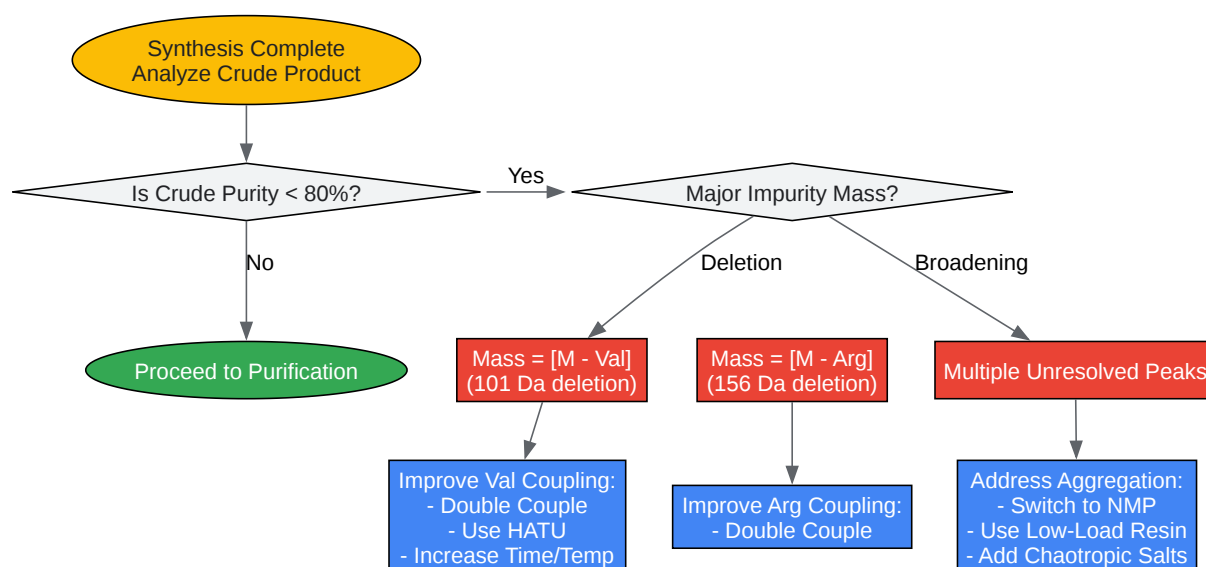 Synthesis Complete
Analyze Crude Product
Is Crude Purity < 80%?
Yes
Major Impurity Mass?
No
Deletion
Broadening
Proceed to Purification
Mass = [M - Val]
(101 Da deletion)
Mass = [M - Arg]
(156 Da deletion)
Multiple Unresolved Peaks
Improve Val Coupling:
- Double Couple
- Use HATU
- Increase Time/Temp
Improve Arg Coupling:
- Double Couple
Address Aggregation:
- Switch to NMP
- Use Low-Load Resin
- Add Chaotropic Salts